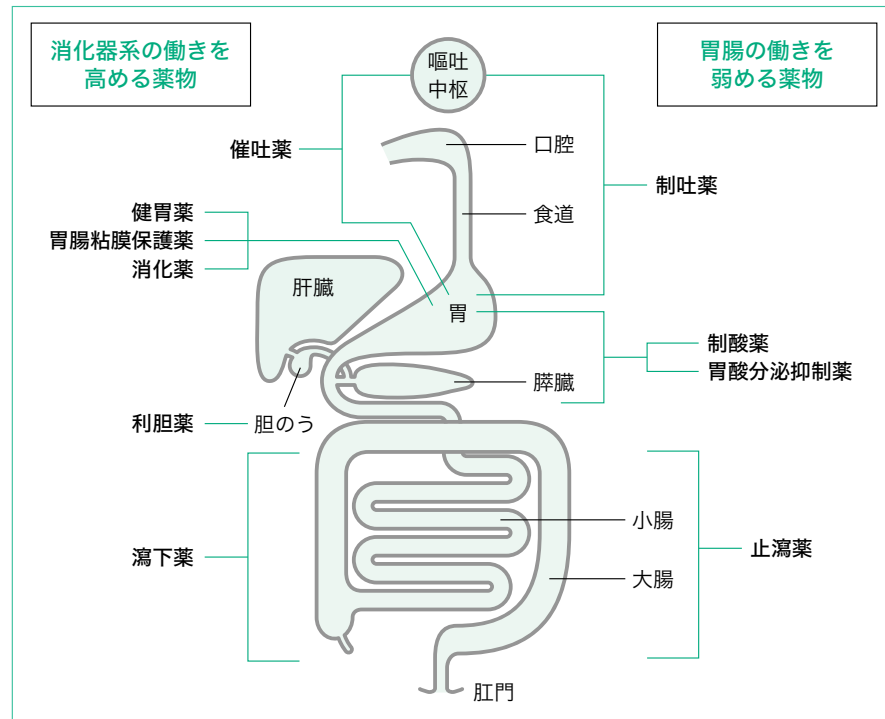 消化器系の働きを
高める薬物
胃腸の働きを
弱める薬物
嘔吐
中枢
催吐薬
口腔
制吐薬
健胃薬
食道
胃腸粘膜保護薬
消化薬
肝臓
胃
制酸薬
胃酸分泌抑制薬
膵臓
利胆薬
胆のう
小腸
止瀉薬
瀉下薬
大腸
肛門